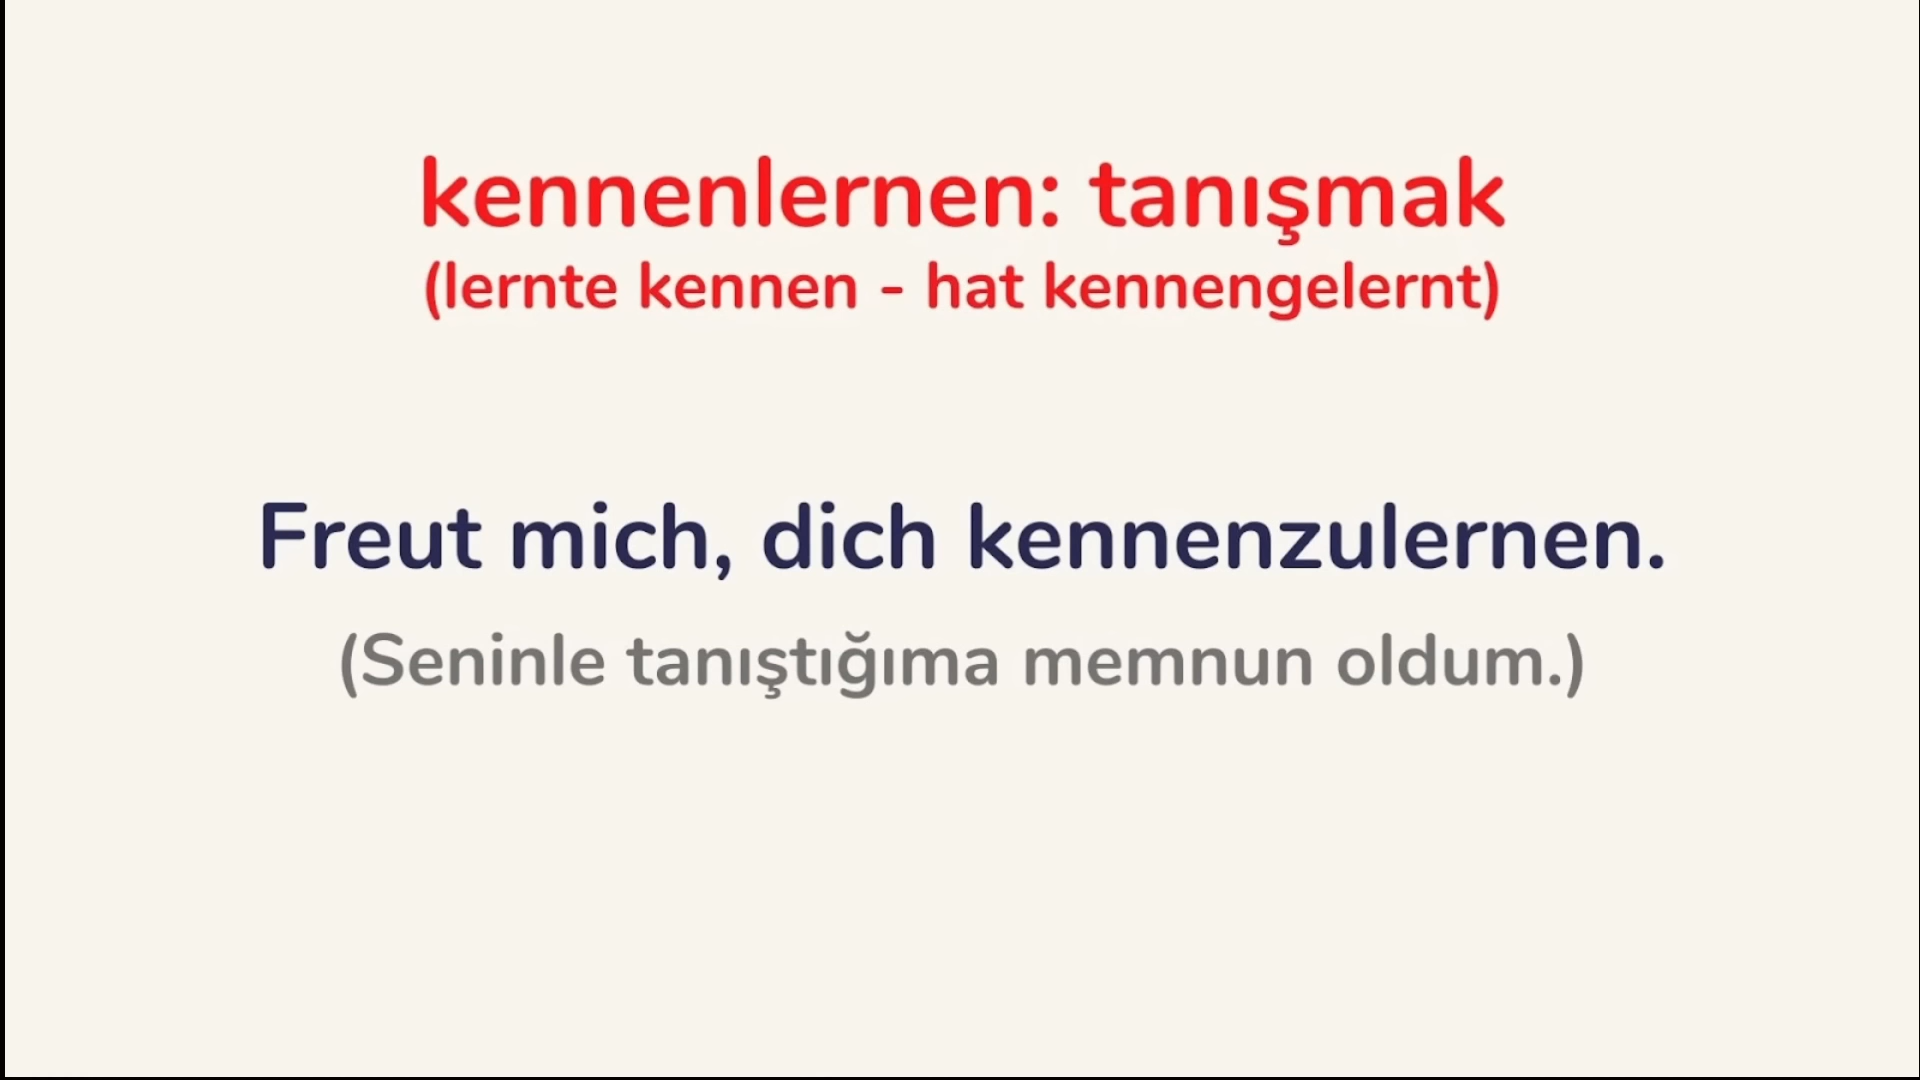 kennenlernen: tanışmak
(lernte kennen - hat kennengelernt)
Freut mich, dich kennenzulernen.
(Seninle tanıştığıma memnun oldum.)